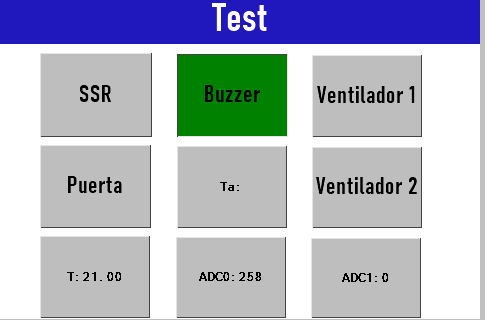 Test
SSR
Buzzer
Ventilador 1
Puerta
Ta:
Ventilador 2
T: 21.00
ADC0: 258
ADC1: 0